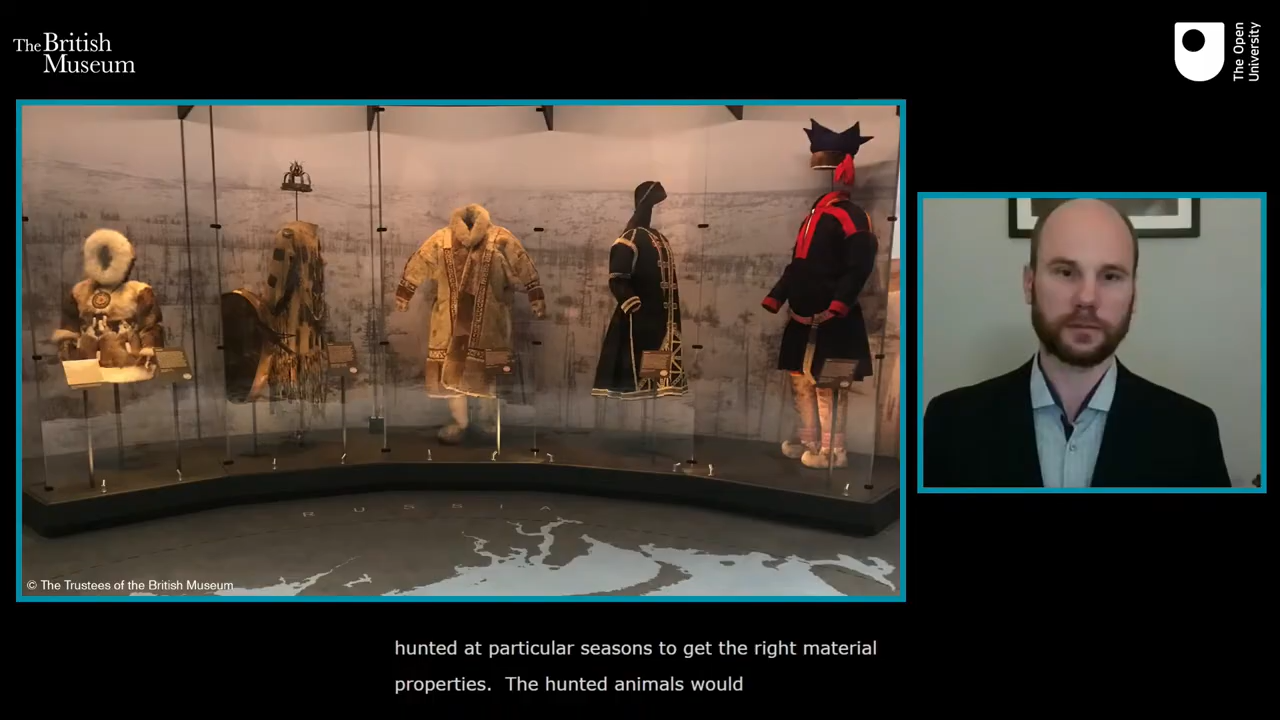 The British
Museum
The Open
University
RUSSIA
© The Trustees of the British Museum
hunted at particular seasons to get the right material
properties.  The hunted animals would